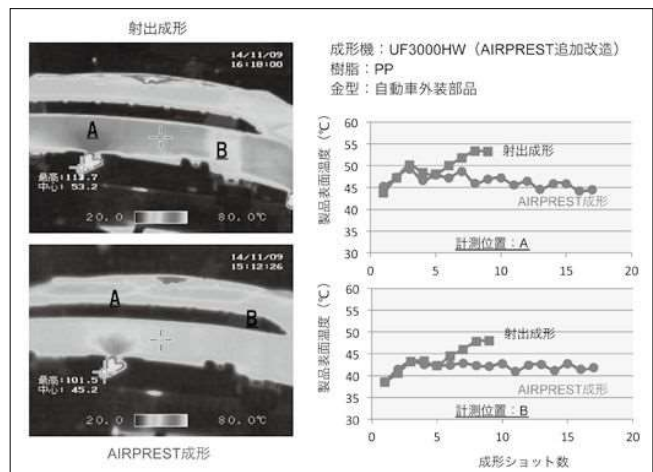 射出成形
14/11/09
16:18:00
A
B
最高:113.7
中心: 53.2
20.0 80.0℃
14/11/09
15:12:26
A
B
最高:101.5
中心: 45.2
20.0 80.0℃
AIRPREST成形
成形機：UF3000HW（AIRPREST追加改造）
樹脂：PP
金型：自動車外装部品
製品表面温度（℃）
60
55
50
45
40
35
30
0 5 10 15 20
射出成形
AIRPREST成形
計測位置：A
製品表面温度（℃）
60
55
50
45
40
35
30
0 5 10 15 20
射出成形
AIRPREST成形
計測位置：B
成形ショット数